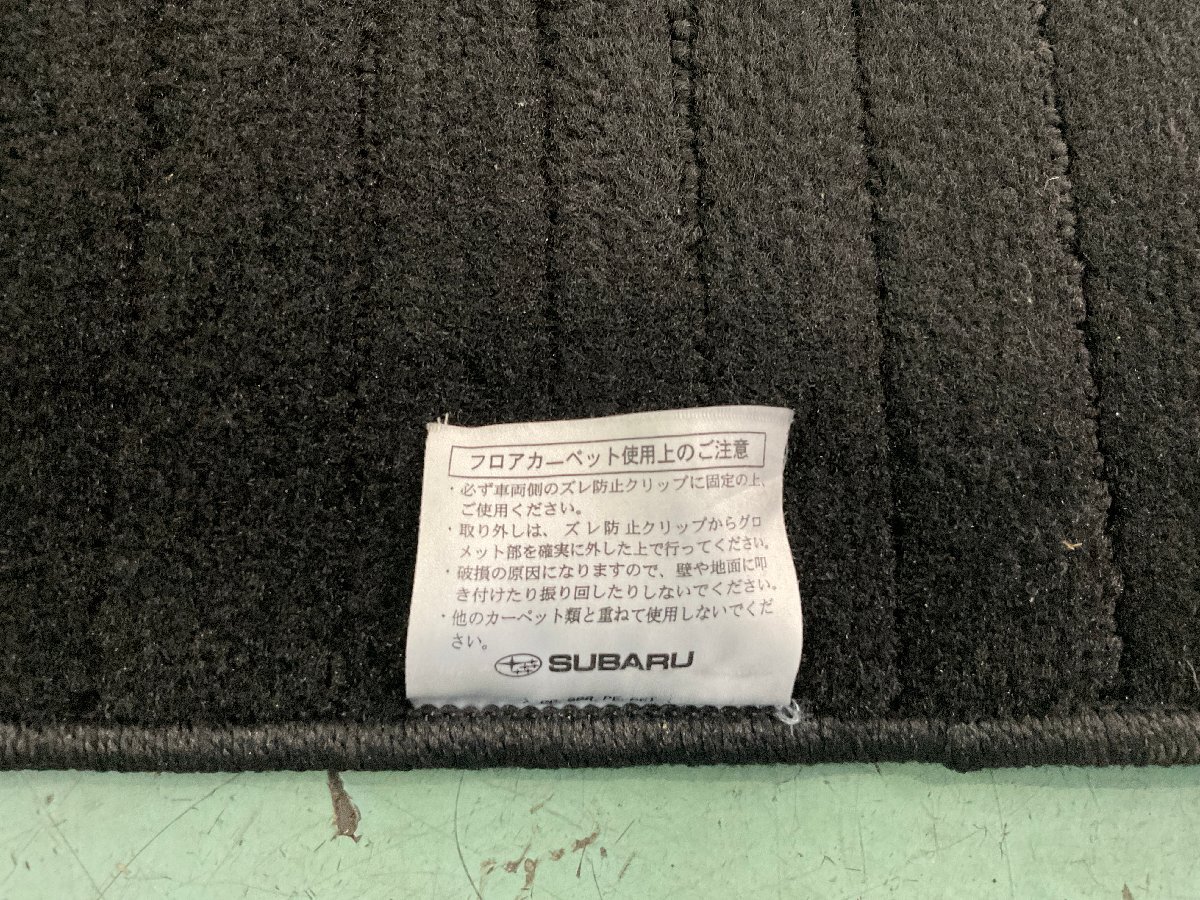 フロアカーペット使用上のご注意
・必ず車両側のズレ防止クリップに固定の上、
ご使用ください。
・取り外しは、ズレ防止クリップからグロ
メット部を確実に外した上で行ってください。
・破損の原因になりますので、壁や地面に叩
き付けたり振り回したりしないでください。
・他のカーペット類と重ねて使用しないでくだ
さい。
SUBARU